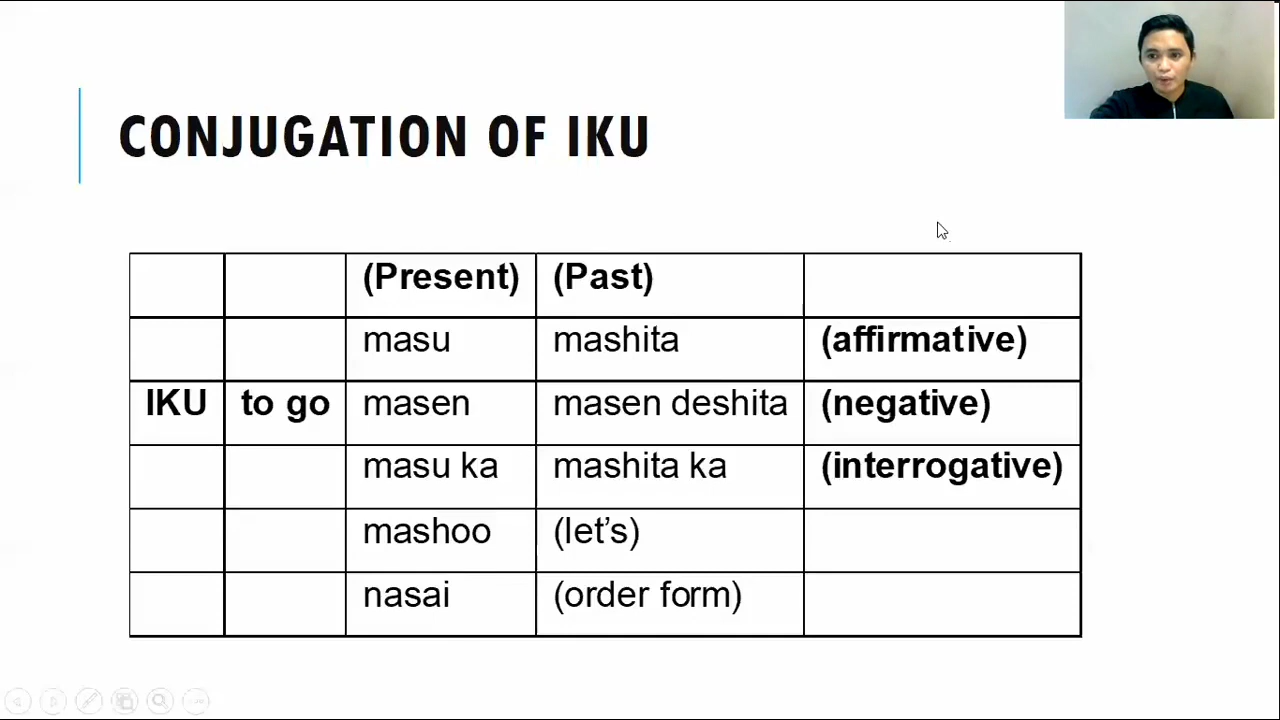 CONJUGATION OF IKU
(Present) (Past)
masu mashita (affirmative)
IKU to go masen masen deshita (negative)
masu ka mashita ka (interrogative)
mashoo (let’s)
nasai (order form)